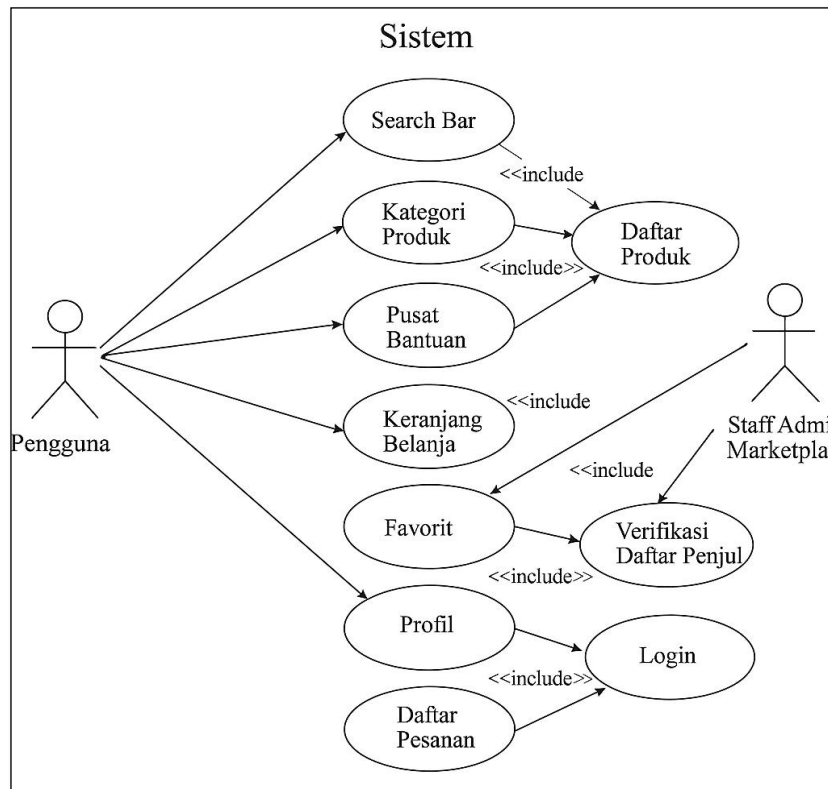 Sistem
Search Bar
<<include
Kategori
Produk
Daftar
Produk
<<include>>
Pusat
Bantuan
Pengguna
Keranjang
Belanja
<<include
Staff Admi
Marketpla
<<include
Favorit
Verifikasi
Daftar Penjul
<<include>>
Profil
Login
<<include>>
Daftar
Pesanan